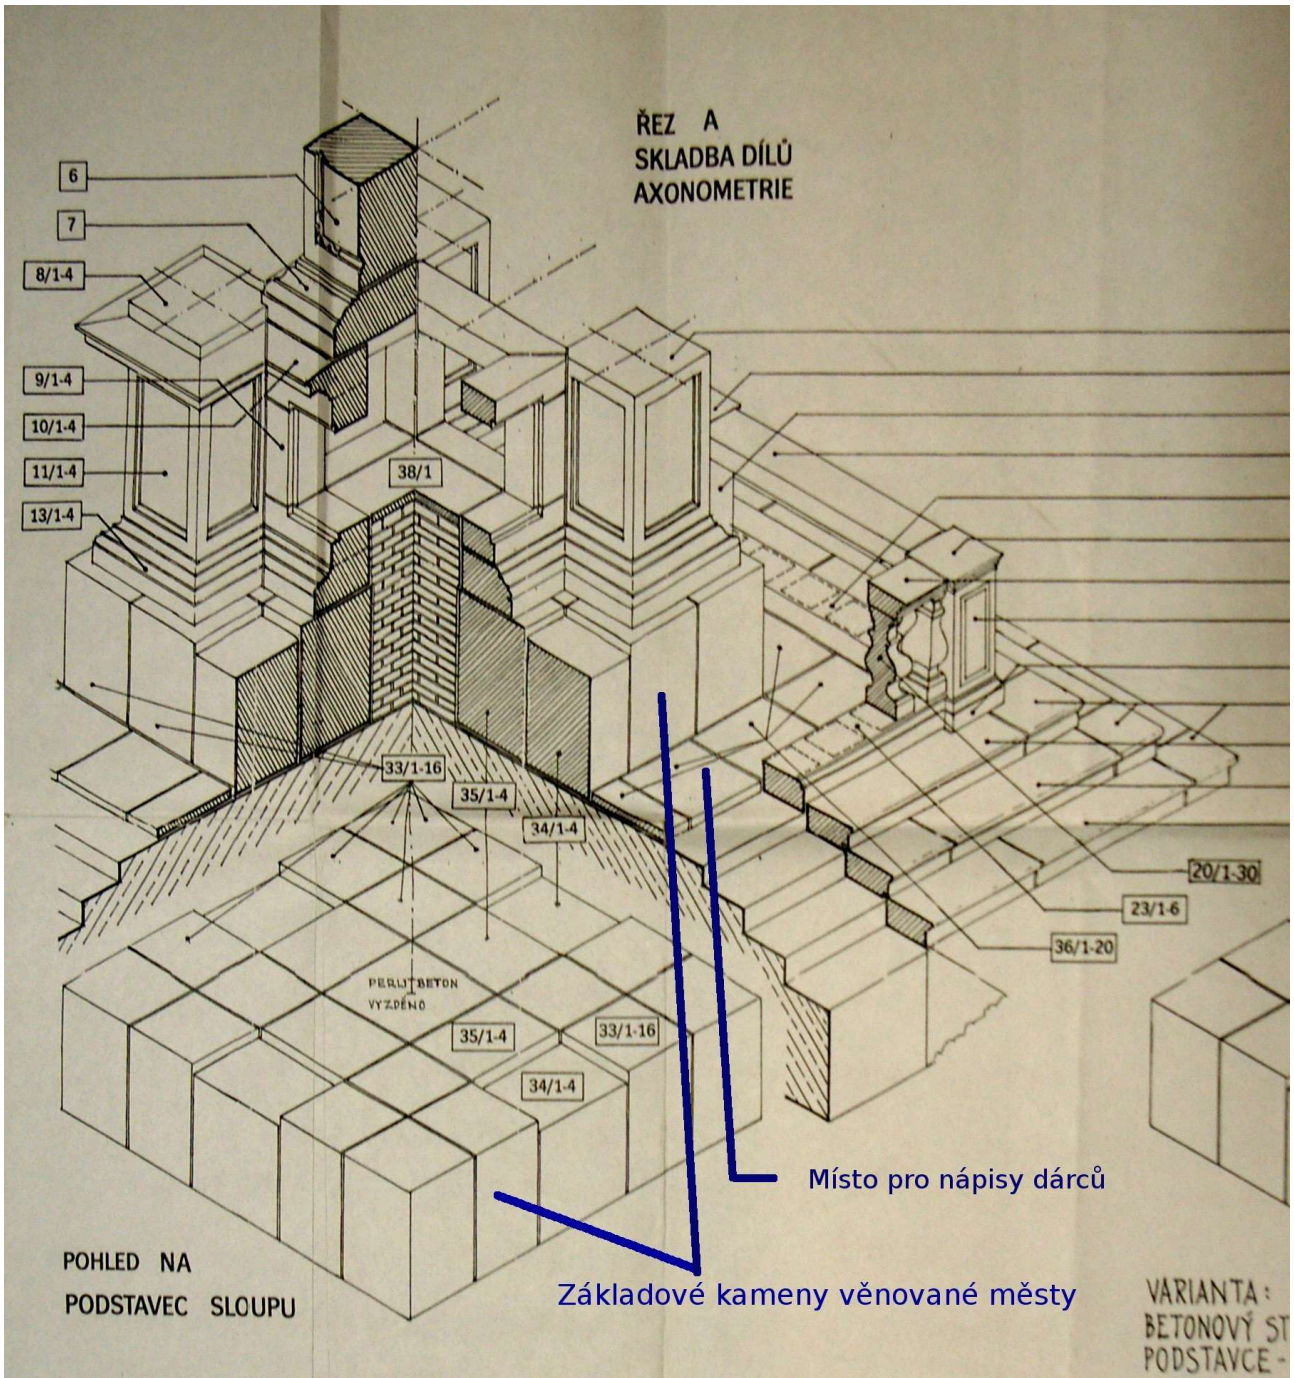 ŘEZ A
SKLADBA DÍLŮ
AXONOMETRIE
6
7
8/1-4
9/1-4
10/1-4
11/1-4
13/1-4
38/1
33/1-16
35/1-4
34/1-4
20/1-30
23/1-6
36/1-20
PERLITBETON
VYZDĚNO
35/1-4
33/1-16
34/1-4
Místo pro nápisy dárců
POHLED NA
PODSTAVEC SLOUPU
Základové kameny věnované městy
VARIANTA:
BETONOVÝ ST
PODSTAVCE -